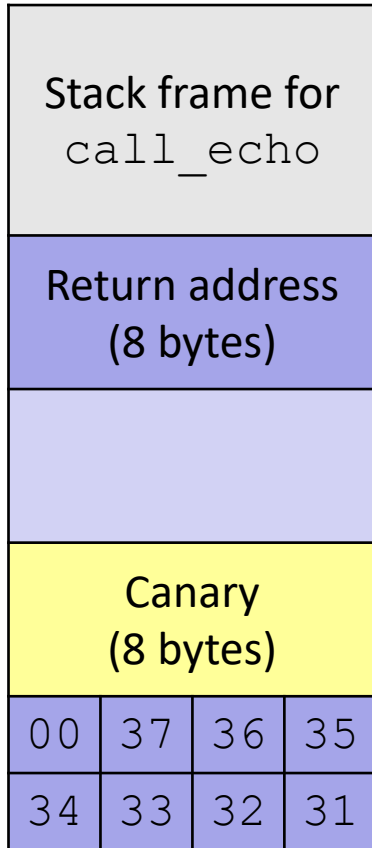 Stack frame for
call_echo
Return address
(8 bytes)
Canary
(8 bytes)
00 37 36 35
34 33 32 31